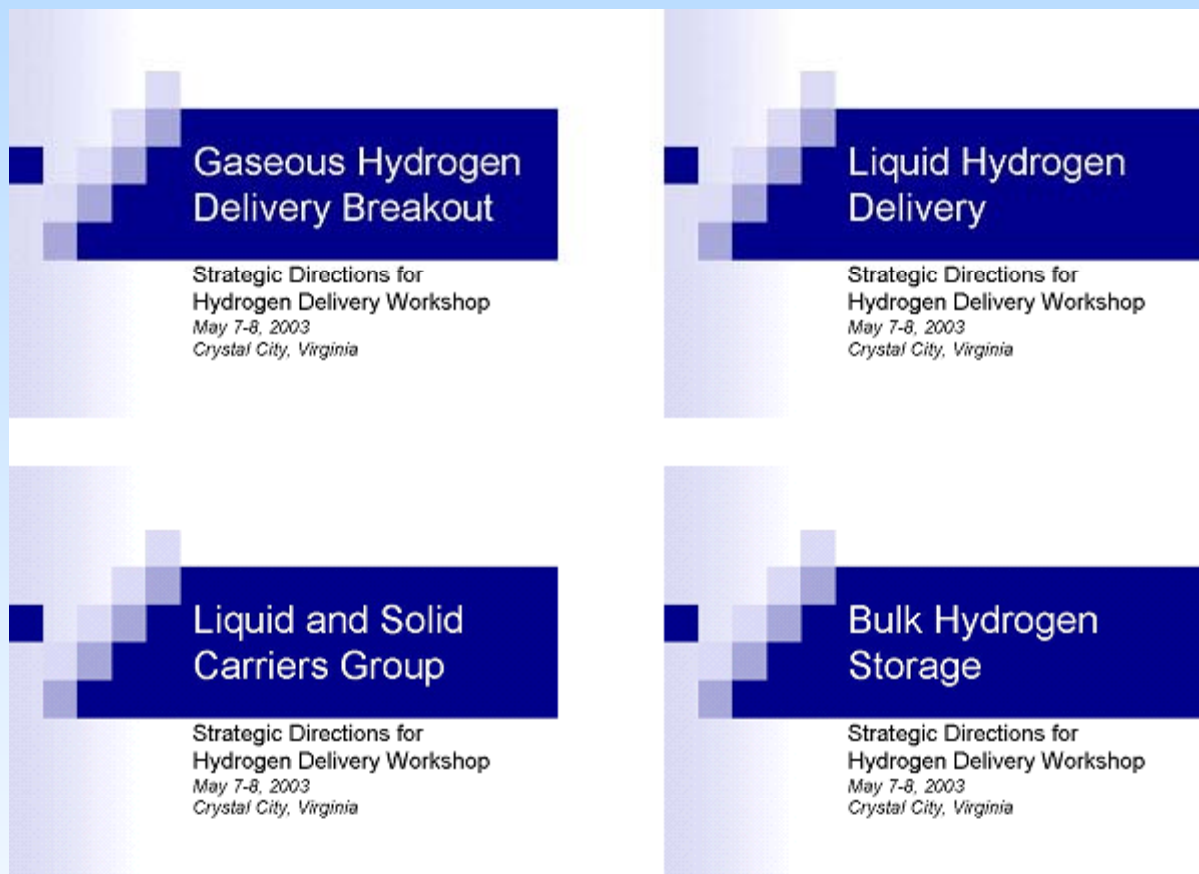 Gaseous Hydrogen
Delivery Breakout
Strategic Directions for
Hydrogen Delivery Workshop
May 7-8, 2003
Crystal City, Virginia
Liquid Hydrogen
Delivery
Strategic Directions for
Hydrogen Delivery Workshop
May 7-8, 2003
Crystal City, Virginia
Liquid and Solid
Carriers Group
Strategic Directions for
Hydrogen Delivery Workshop
May 7-8, 2003
Crystal City, Virginia
Bulk Hydrogen
Storage
Strategic Directions for
Hydrogen Delivery Workshop
May 7-8, 2003
Crystal City, Virginia